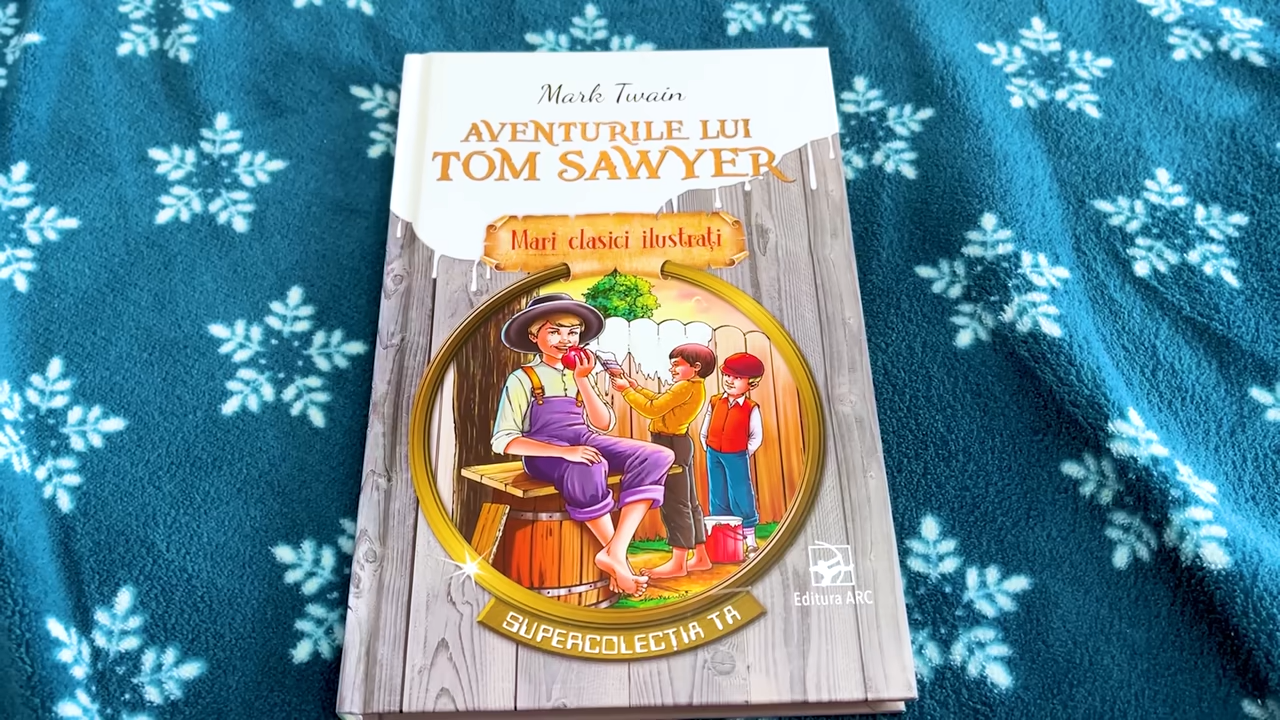 Mark Twain
AVENTURILE LUI
TOM SAWYER
Mari clasici ilustrați
Editura ARC
SUPERCOLECȚIA TA